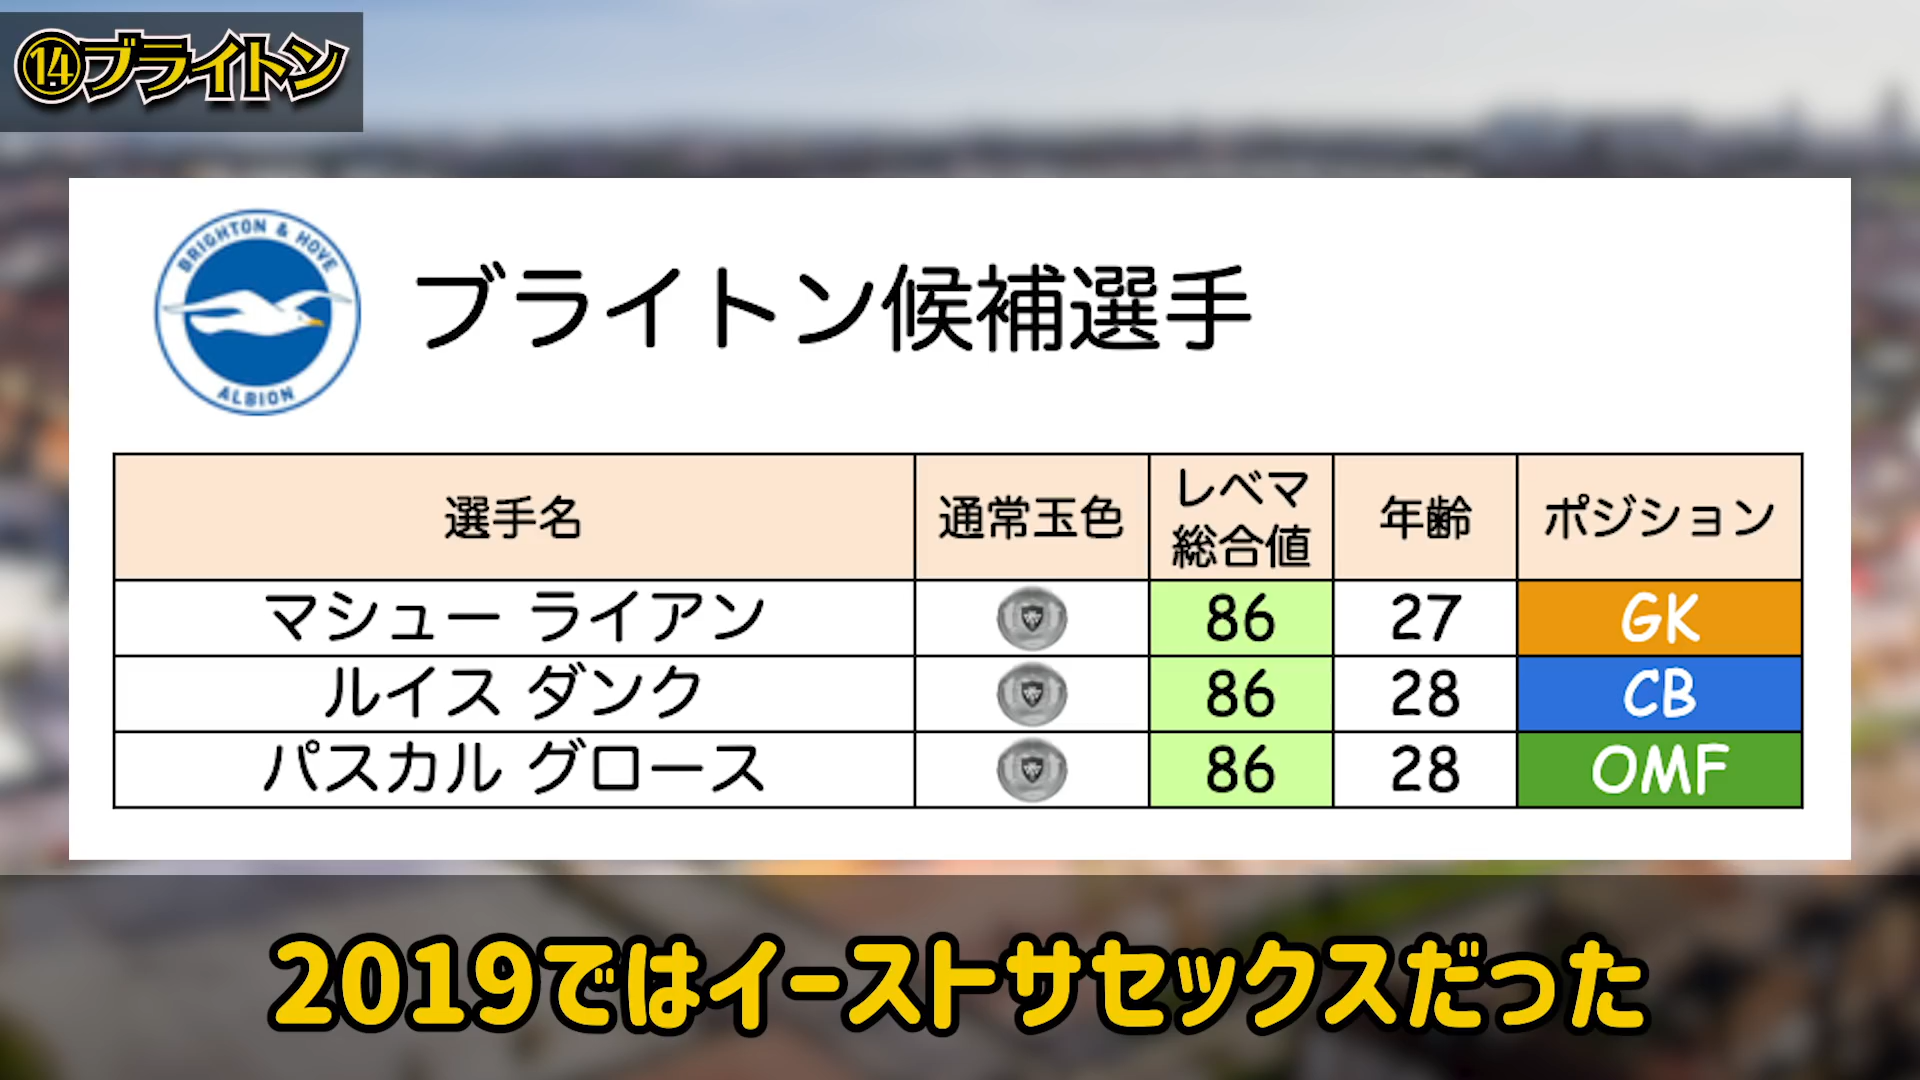 ⑭ブライトン
BRIGHTON & HOVE
ALBION
ブライトン候補選手
選手名 通常玉色 レベマ総合値 年齢 ポジション
マシュー ライアン 86 27 GK
ルイス ダンク 86 28 CB
パスカル グロース 86 28 OMF
2019ではイーストサセックスだった